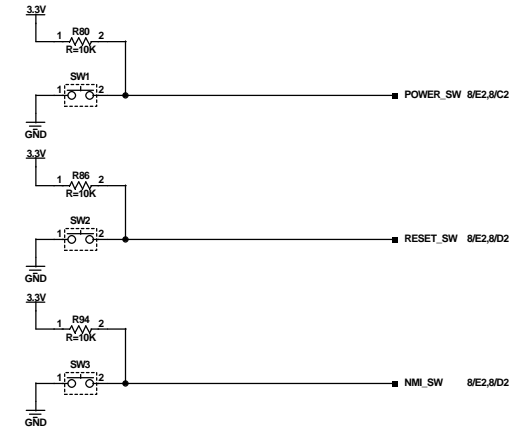 3.3V
R80
1 2
R=10K
SW1
1 2
POWER_SW 8/E2,8/C2
GND
3.3V
R86
1 2
R=10K
SW2
1 2
RESET_SW 8/E2,8/D2
GND
3.3V
R94
1 2
R=10K
SW3
1 2
NMI_SW 8/E2,8/D2
GND